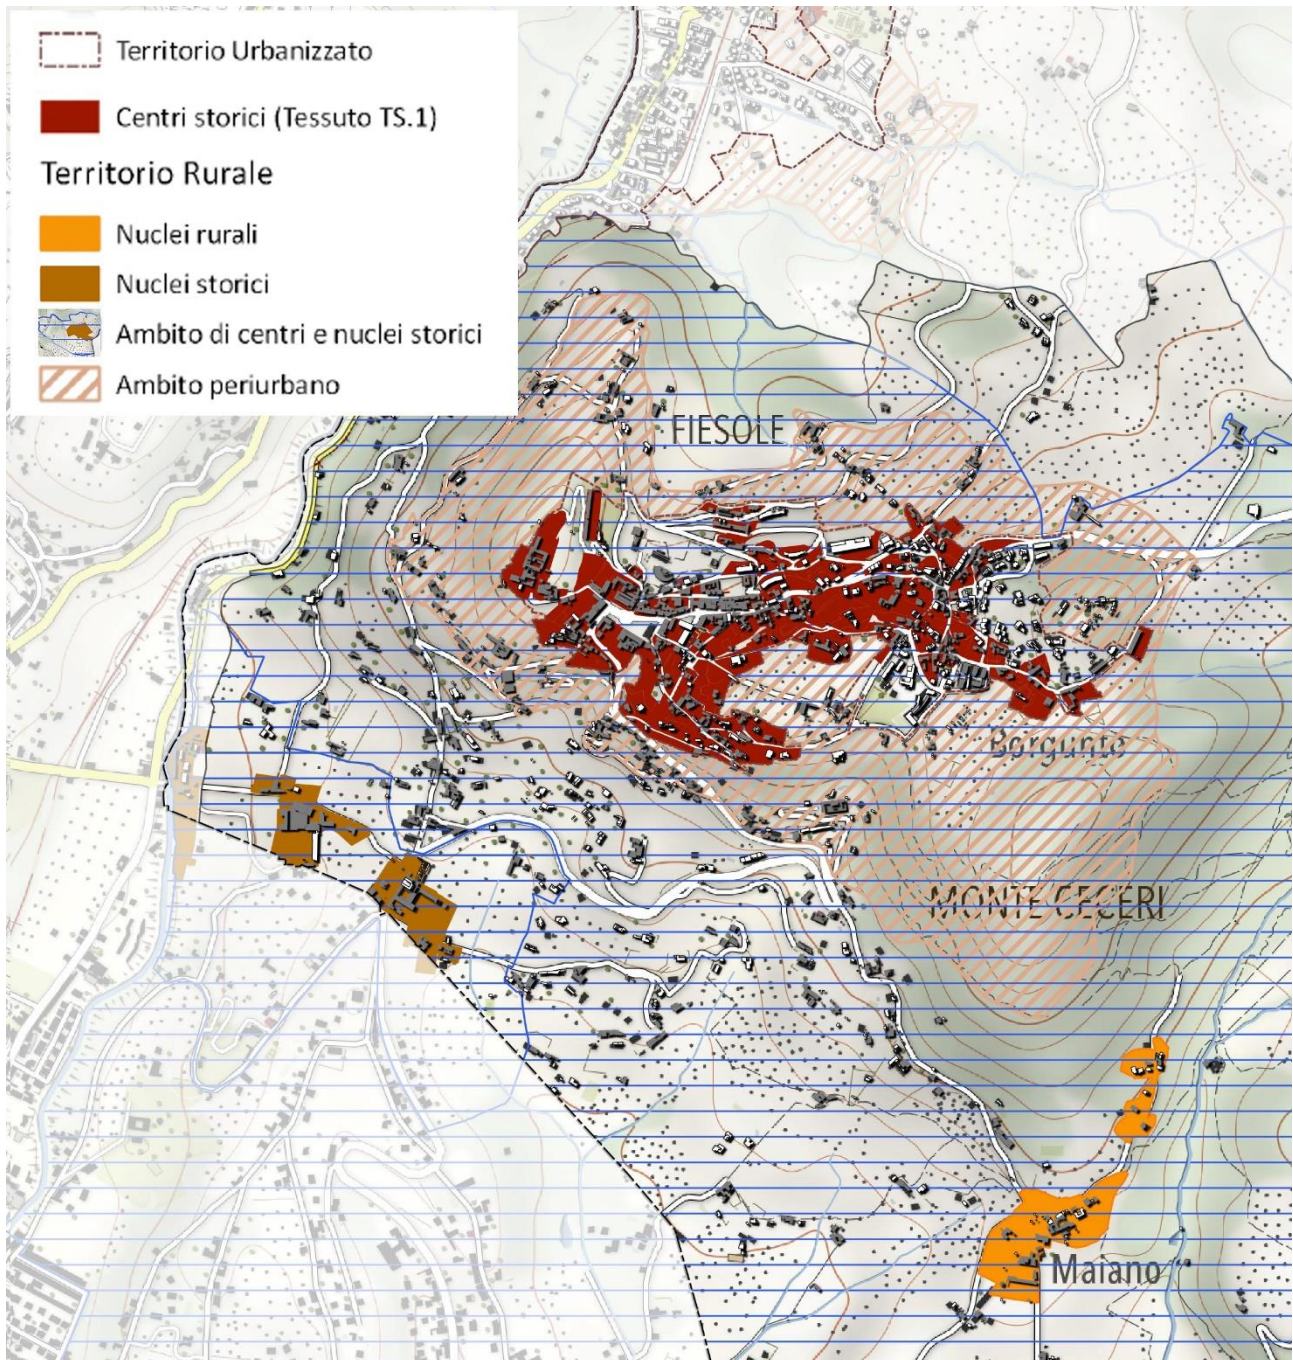 Territorio Urbanizzato
Centri storici (Tessuto TS.1)
Territorio Rurale
Nuclei rurali
Nuclei storici
Ambito di centri e nuclei storici
Ambito periurbano
FIESOLE
Borgunto
MONTE CECERI
Maiano